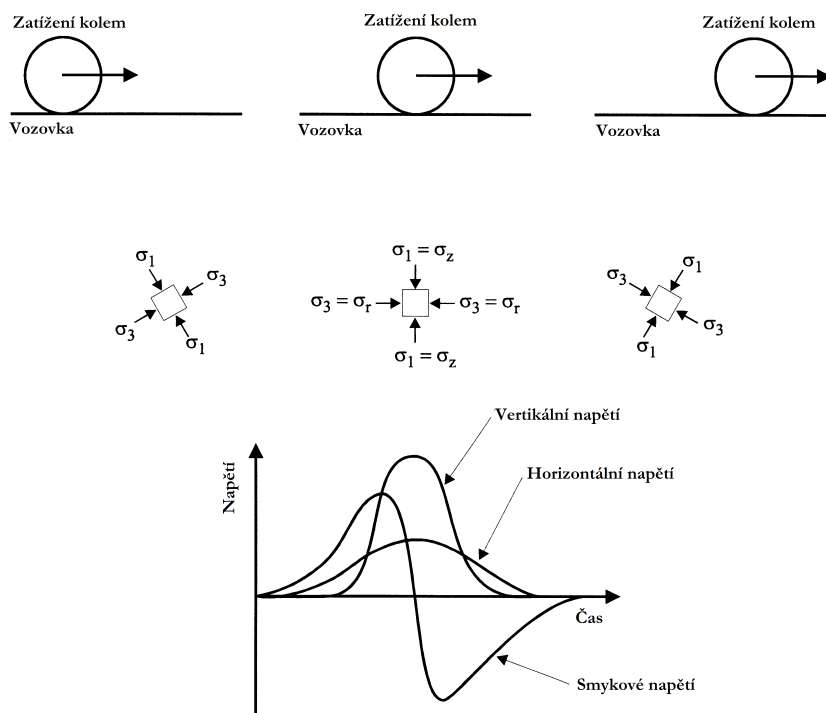 Zatížení kolem
Zatížení kolem
Zatížení kolem
Vozovka
Vozovka
Vozovka
σ1
σ3
σ3
σ1
σ1 = σz
σ3 = σr
σ3 = σr
σ1 = σz
σ3
σ1
σ3
σ1
Vertikální napětí
Horizontální napětí
Napětí
Čas
Smykové napětí